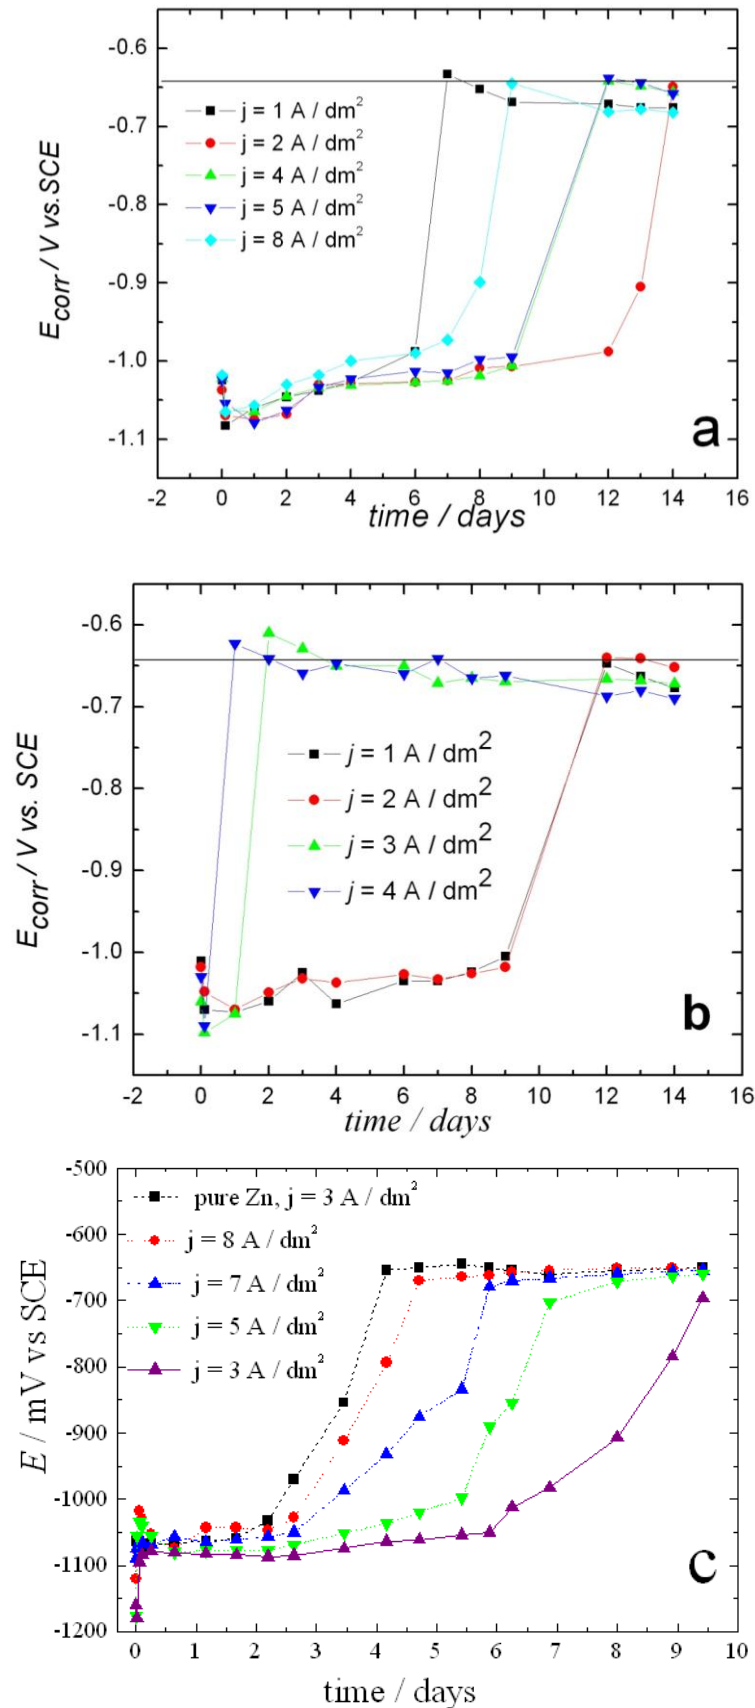 -0.6
-0.7
-0.8
-0.9
-1.0
-1.1
E_corr / V vs.SCE
j = 1 A / dm²
j = 2 A / dm²
j = 4 A / dm²
j = 5 A / dm²
j = 8 A / dm²
a
-2 0 2 4 6 8 10 12 14 16
time / days
-0.6
-0.7
-0.8
-0.9
-1.0
-1.1
E_corr / V vs. SCE
j = 1 A / dm²
j = 2 A / dm²
j = 3 A / dm²
j = 4 A / dm²
b
-2 0 2 4 6 8 10 12 14 16
time / days
-500
-600
-700
-800
-900
-1000
-1100
-1200
E / mV vs SCE
pure Zn, j = 3 A / dm²
j = 8 A / dm²
j = 7 A / dm²
j = 5 A / dm²
j = 3 A / dm²
c
0 1 2 3 4 5 6 7 8 9 10
time / days